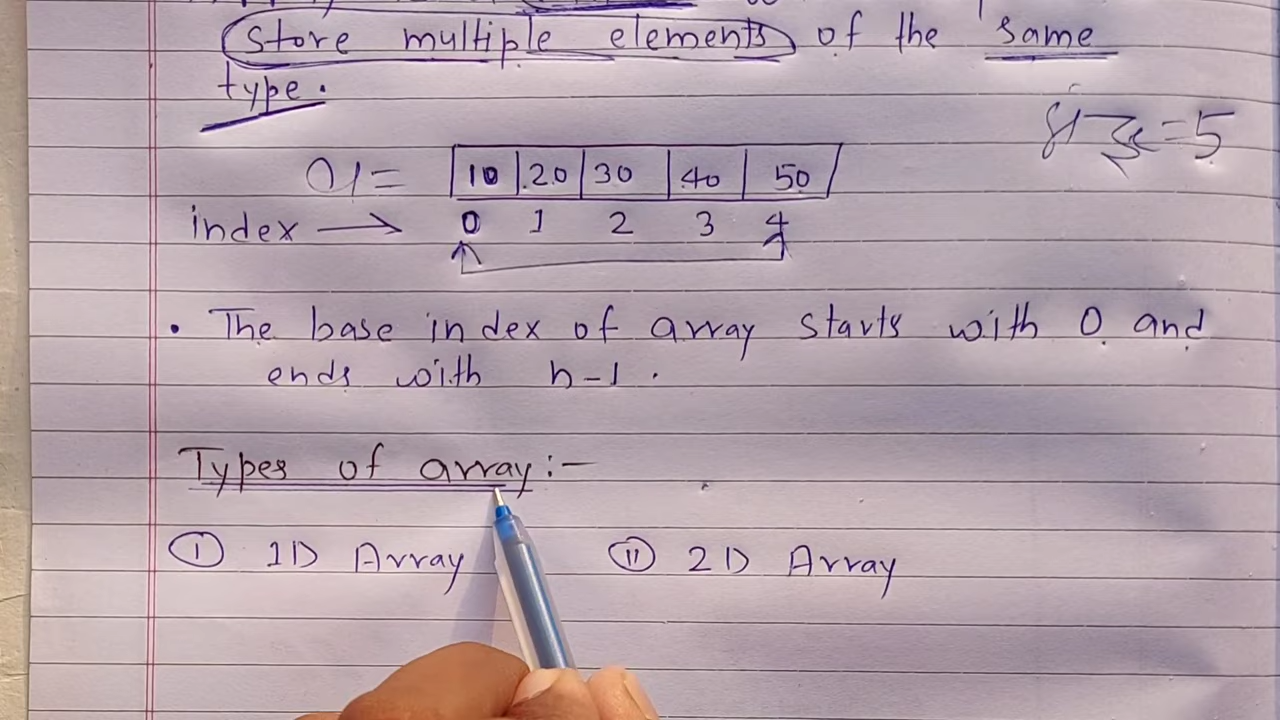 store multiple elements of the same
type.
size=5
a = 10 20 30 40 50
index → 0 1 2 3 4
• The base index of array starts with 0 and
ends with n-1.
Types of array:-
(I) 1D Array (II) 2D Array